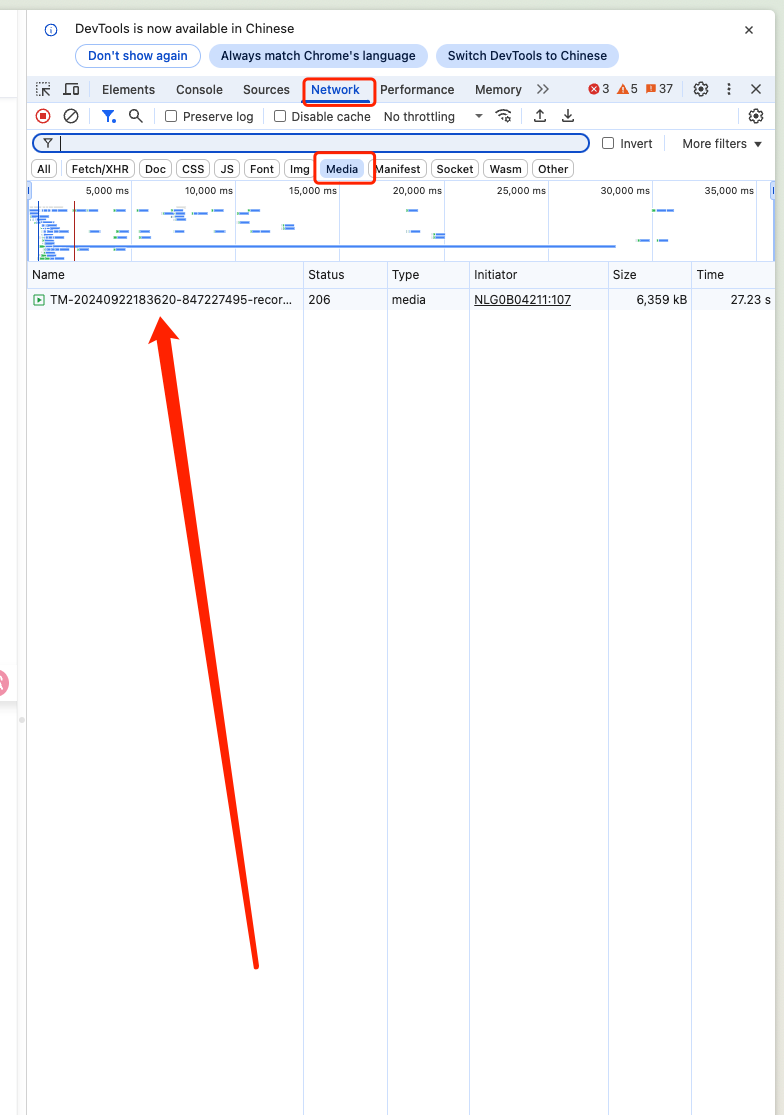 DevTools is now available in Chinese
Don't show again Always match Chrome's language Switch DevTools to Chinese
Elements Console Sources Network Performance Memory 3 5 37
Preserve log Disable cache No throttling
Invert More filters
All Fetch/XHR Doc CSS JS Font Img Media Manifest Socket Wasm Other
5,000 ms 10,000 ms 15,000 ms 20,000 ms 25,000 ms 30,000 ms 35,000 ms
Name Status Type Initiator Size Time
TM-20240922183620-847227495-recor... 206 media NLG0B04211:107 6,359 kB 27.23 s